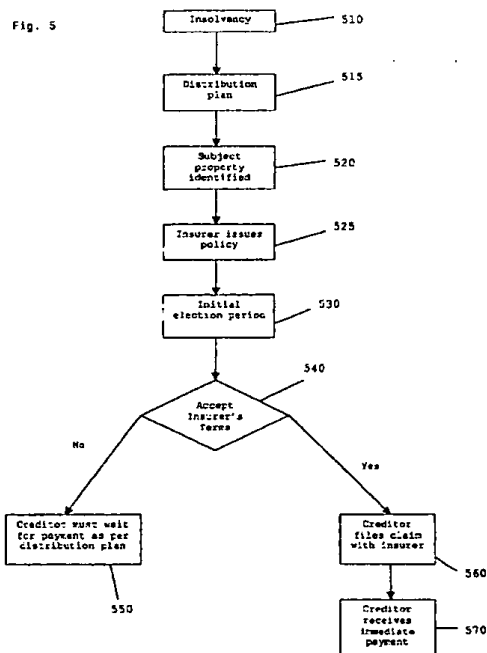 Fig. 5
Insolvancy
510
Distribution
plan
515
Subject
property
identified
520
Insurer issues
policy
525
Initial
election period
530
Accept
Insurer's
Terms
540
No
Yes
Creditor must wait
for payment as per
distribution plan
550
Creditor
files claim
with insurer
560
Creditor
receives
immediate
payment
570